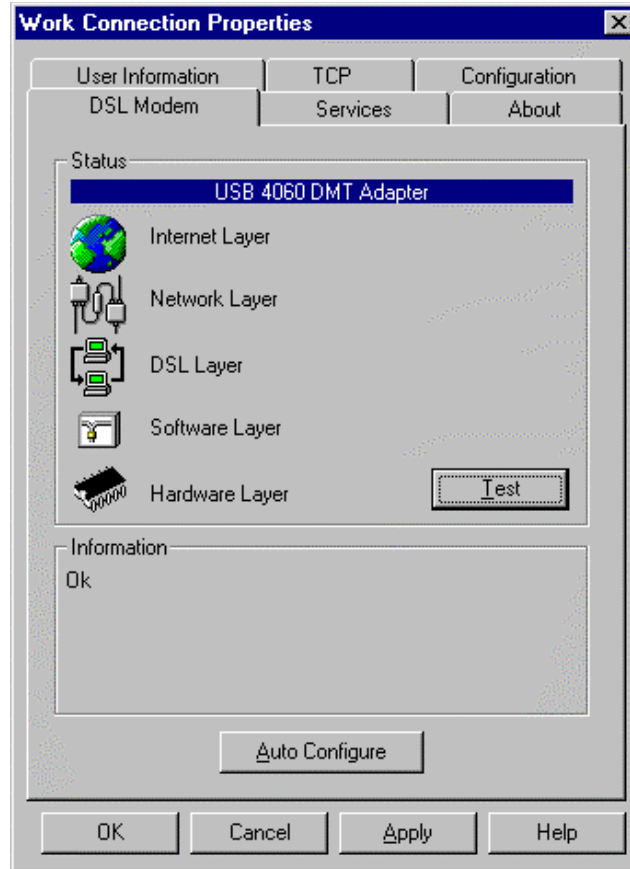 Work Connection Properties
User Information TCP Configuration
DSL Modem Services About
Status
USB 4060 DMT Adapter
Internet Layer
Network Layer
DSL Layer
Software Layer
Hardware Layer Test
Information
Ok
Auto Configure
OK Cancel Apply Help